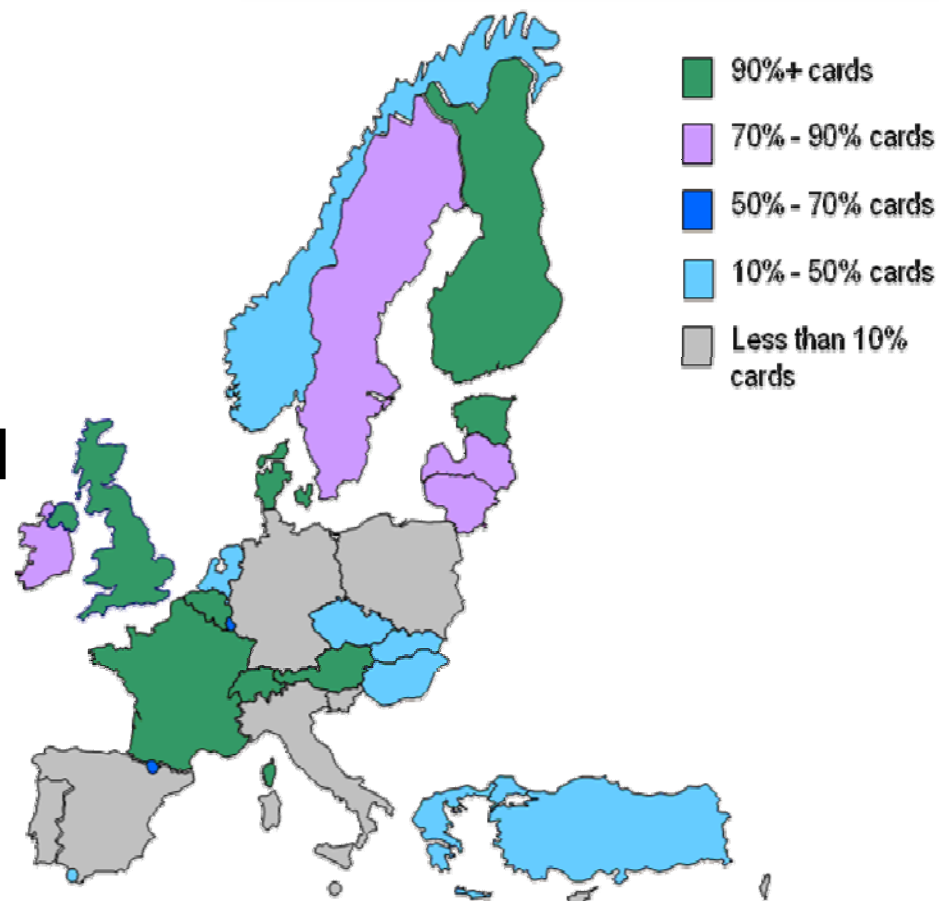 90%+ cards
70% - 90% cards
50% - 70% cards
10% - 50% cards
Less than 10%
cards